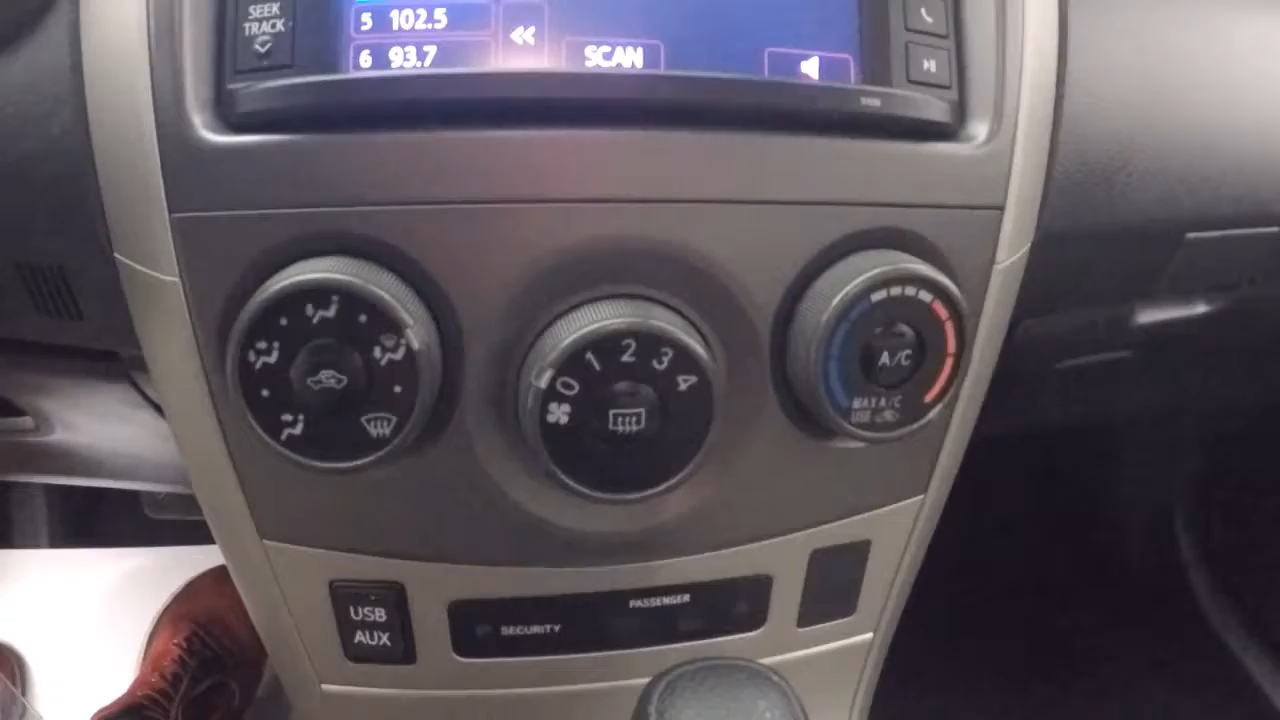 SEEK
TRACK
5 102.5
6 93.7
SCAN
0 1 2 3 4
A/C
MAX A/C
USE
USB
AUX
SECURITY
PASSENGER